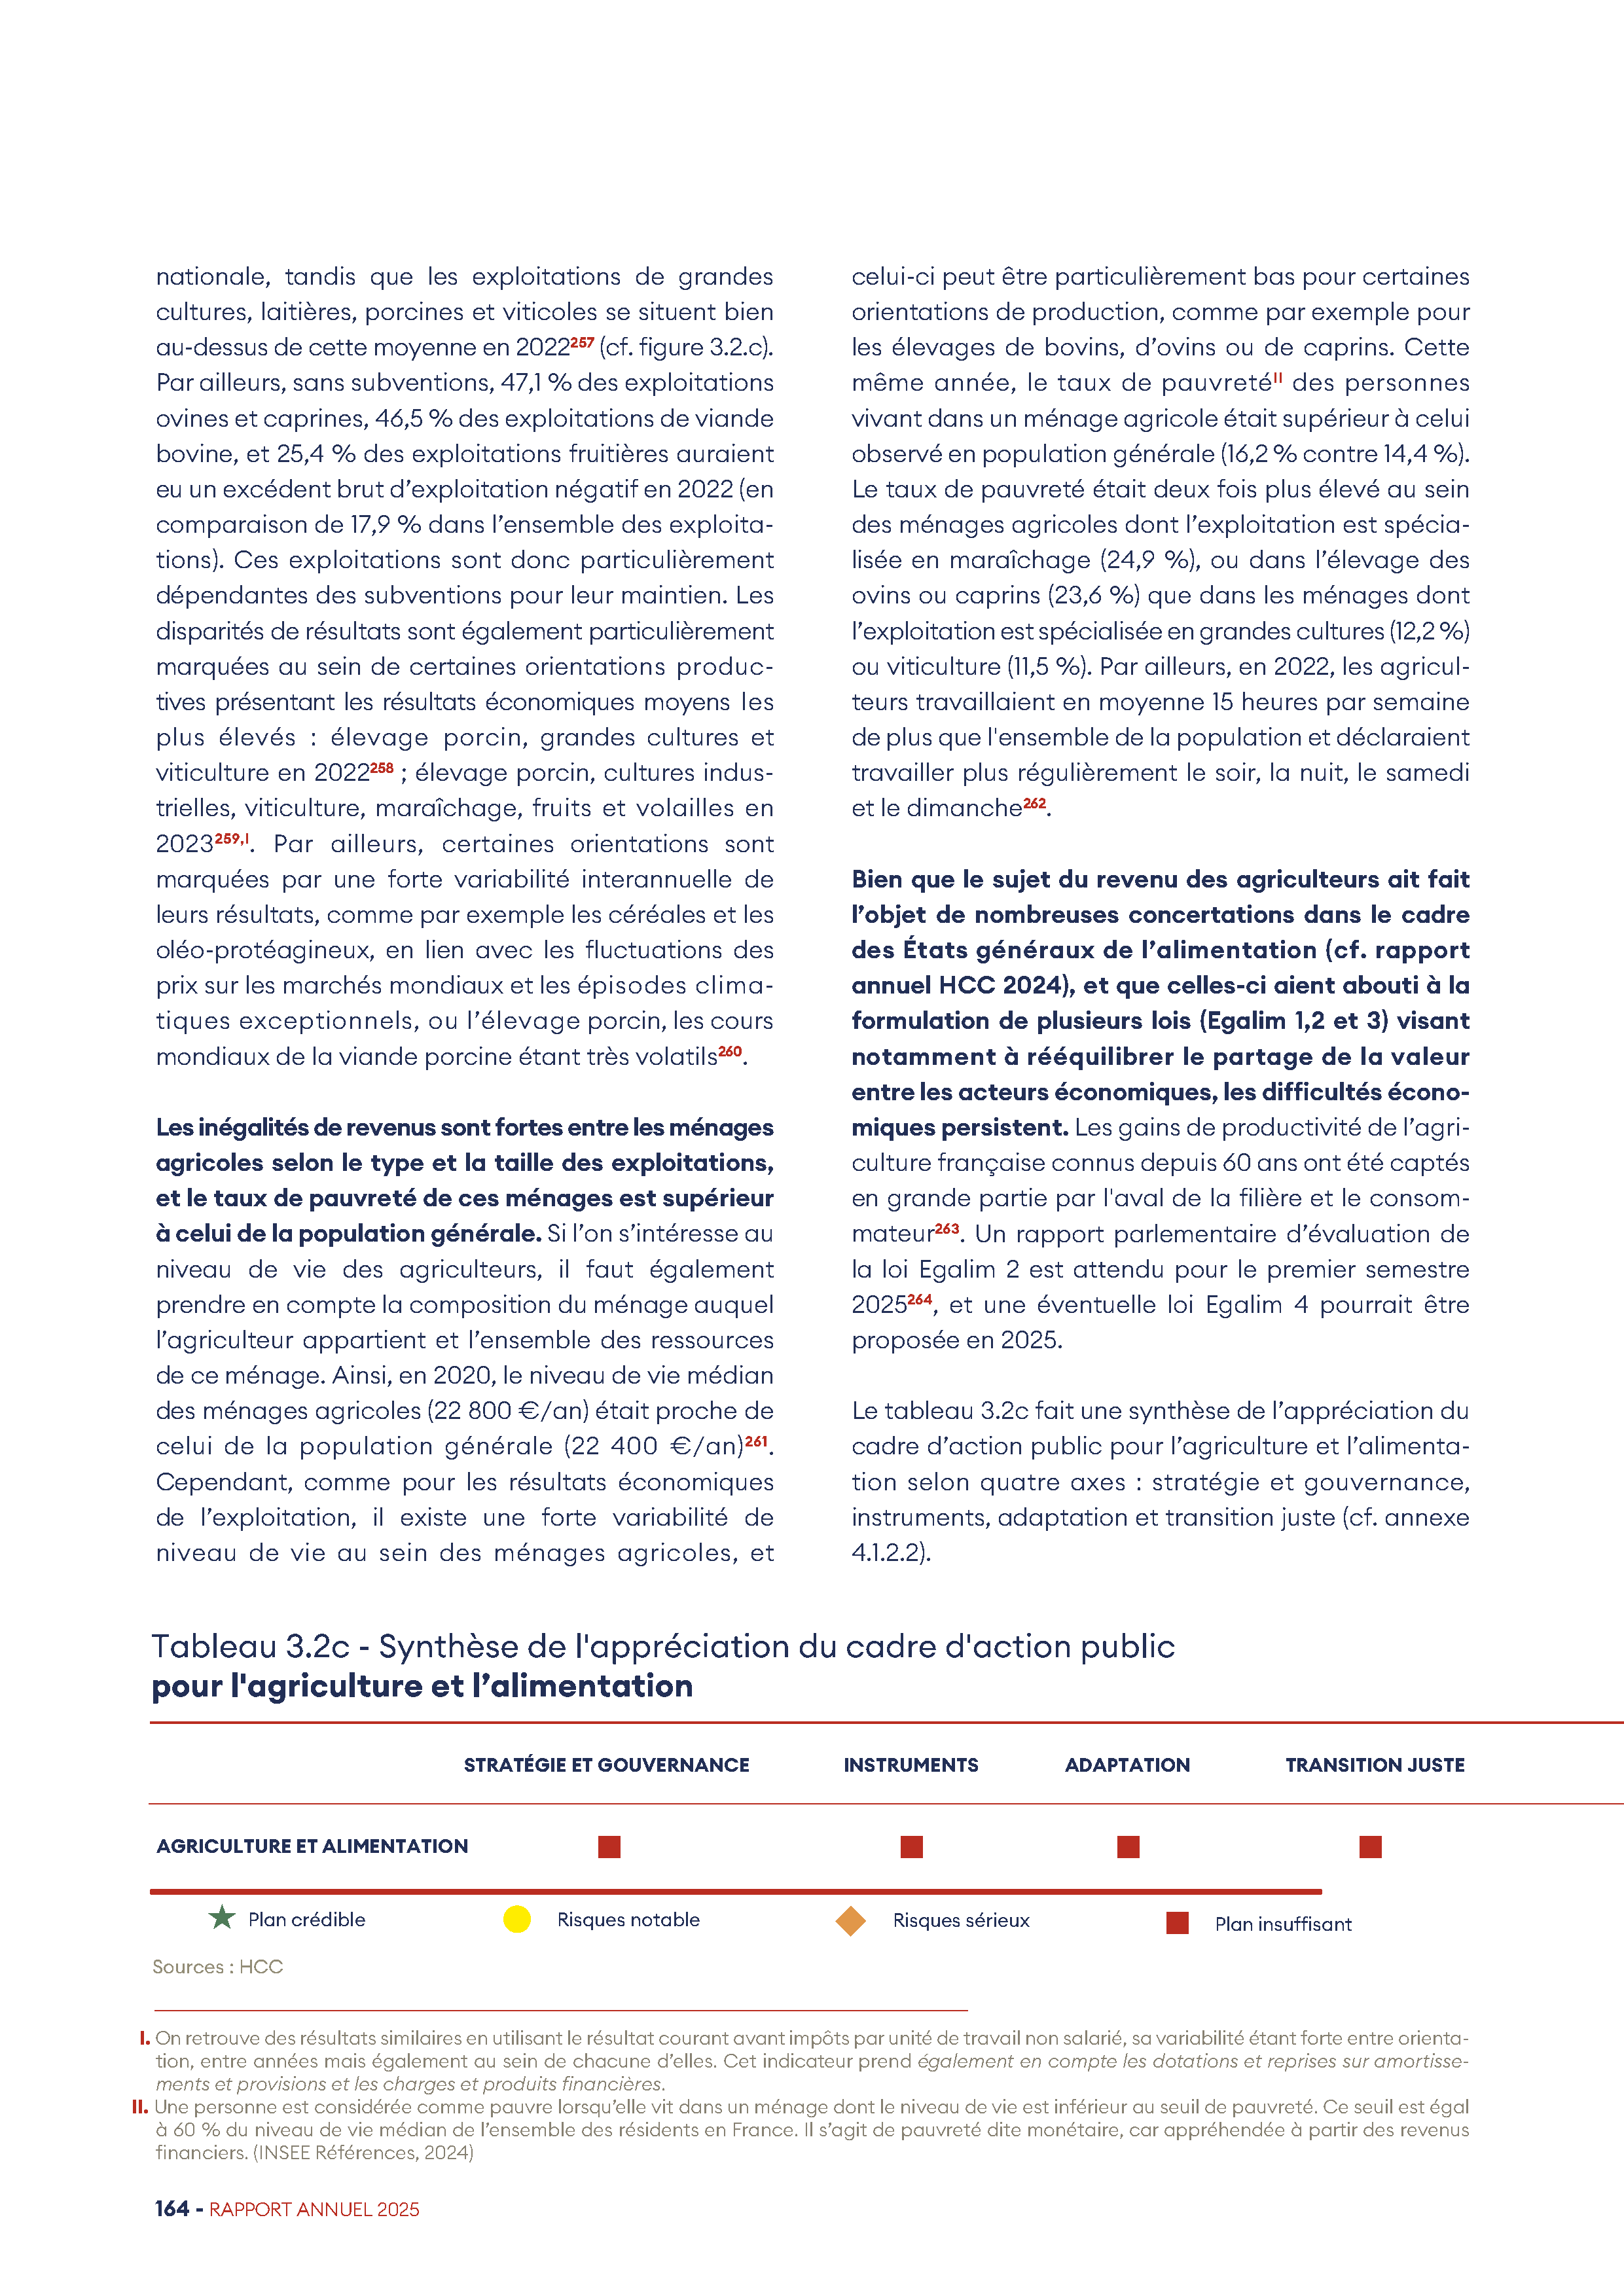 nationale, tandis que les exploitations de grandes
cultures, laitières, porcines et viticoles se situent bien
au-dessus de cette moyenne en 2022257 (cf. figure 3.2.c).
Par ailleurs, sans subventions, 47,1 % des exploitations
ovines et caprines, 46,5 % des exploitations de viande
bovine, et 25,4 % des exploitations fruitières auraient
eu un excédent brut d’exploitation négatif en 2022 (en
comparaison de 17,9 % dans l’ensemble des exploita-
tions). Ces exploitations sont donc particulièrement
dépendantes des subventions pour leur maintien. Les
disparités de résultats sont également particulièrement
marquées au sein de certaines orientations produc-
tives présentant les résultats économiques moyens les
plus élevés : élevage porcin, grandes cultures et
viticulture en 2022258 ; élevage porcin, cultures indus-
trielles, viticulture, maraîchage, fruits et volailles en
2023259,I. Par ailleurs, certaines orientations sont
marquées par une forte variabilité interannuelle de
leurs résultats, comme par exemple les céréales et les
oléo-protéagineux, en lien avec les fluctuations des
prix sur les marchés mondiaux et les épisodes clima-
tiques exceptionnels, ou l’élevage porcin, les cours
mondiaux de la viande porcine étant très volatils260.
Les inégalités de revenus sont fortes entre les ménages
agricoles selon le type et la taille des exploitations,
et le taux de pauvreté de ces ménages est supérieur
à celui de la population générale. Si l’on s’intéresse au
niveau de vie des agriculteurs, il faut également
prendre en compte la composition du ménage auquel
l’agriculteur appartient et l’ensemble des ressources
de ce ménage. Ainsi, en 2020, le niveau de vie médian
des ménages agricoles (22 800 €/an) était proche de
celui de la population générale (22 400 €/an)261.
Cependant, comme pour les résultats économiques
de l’exploitation, il existe une forte variabilité de
niveau de vie au sein des ménages agricoles, et
celui-ci peut être particulièrement bas pour certaines
orientations de production, comme par exemple pour
les élevages de bovins, d’ovins ou de caprins. Cette
même année, le taux de pauvretéII des personnes
vivant dans un ménage agricole était supérieur à celui
observé en population générale (16,2 % contre 14,4 %).
Le taux de pauvreté était deux fois plus élevé au sein
des ménages agricoles dont l’exploitation est spécia-
lisée en maraîchage (24,9 %), ou dans l’élevage des
ovins ou caprins (23,6 %) que dans les ménages dont
l’exploitation est spécialisée en grandes cultures (12,2 %)
ou viticulture (11,5 %). Par ailleurs, en 2022, les agricul-
teurs travaillaient en moyenne 15 heures par semaine
de plus que l'ensemble de la population et déclaraient
travailler plus régulièrement le soir, la nuit, le samedi
et le dimanche262.
Bien que le sujet du revenu des agriculteurs ait fait
l’objet de nombreuses concertations dans le cadre
des États généraux de l’alimentation (cf. rapport
annuel HCC 2024), et que celles-ci aient abouti à la
formulation de plusieurs lois (Egalim 1,2 et 3) visant
notamment à rééquilibrer le partage de la valeur
entre les acteurs économiques, les difficultés écono-
miques persistent. Les gains de productivité de l’agri-
culture française connus depuis 60 ans ont été captés
en grande partie par l'aval de la filière et le consom-
mateur263. Un rapport parlementaire d’évaluation de
la loi Egalim 2 est attendu pour le premier semestre
2025264, et une éventuelle loi Egalim 4 pourrait être
proposée en 2025.
Le tableau 3.2c fait une synthèse de l’appréciation du
cadre d’action public pour l’agriculture et l’alimenta-
tion selon quatre axes : stratégie et gouvernance,
instruments, adaptation et transition juste (cf. annexe
4.1.2.2).
Tableau 3.2c - Synthèse de l'appréciation du cadre d'action public
pour l'agriculture et l’alimentation
STRATÉGIE ET GOUVERNANCE INSTRUMENTS ADAPTATION TRANSITION JUSTE
AGRICULTURE ET ALIMENTATION
Plan crédible Risques notable Risques sérieux Plan insuffisant
Sources : HCC
I. On retrouve des résultats similaires en utilisant le résultat courant avant impôts par unité de travail non salarié, sa variabilité étant forte entre orienta-
tion, entre années mais également au sein de chacune d’elles. Cet indicateur prend également en compte les dotations et reprises sur amortisse-
ments et provisions et les charges et produits financières.
II. Une personne est considérée comme pauvre lorsqu’elle vit dans un ménage dont le niveau de vie est inférieur au seuil de pauvreté. Ce seuil est égal
à 60 % du niveau de vie médian de l’ensemble des résidents en France. Il s’agit de pauvreté dite monétaire, car appréhendée à partir des revenus
financiers. (INSEE Références, 2024)
164 - RAPPORT ANNUEL 2025